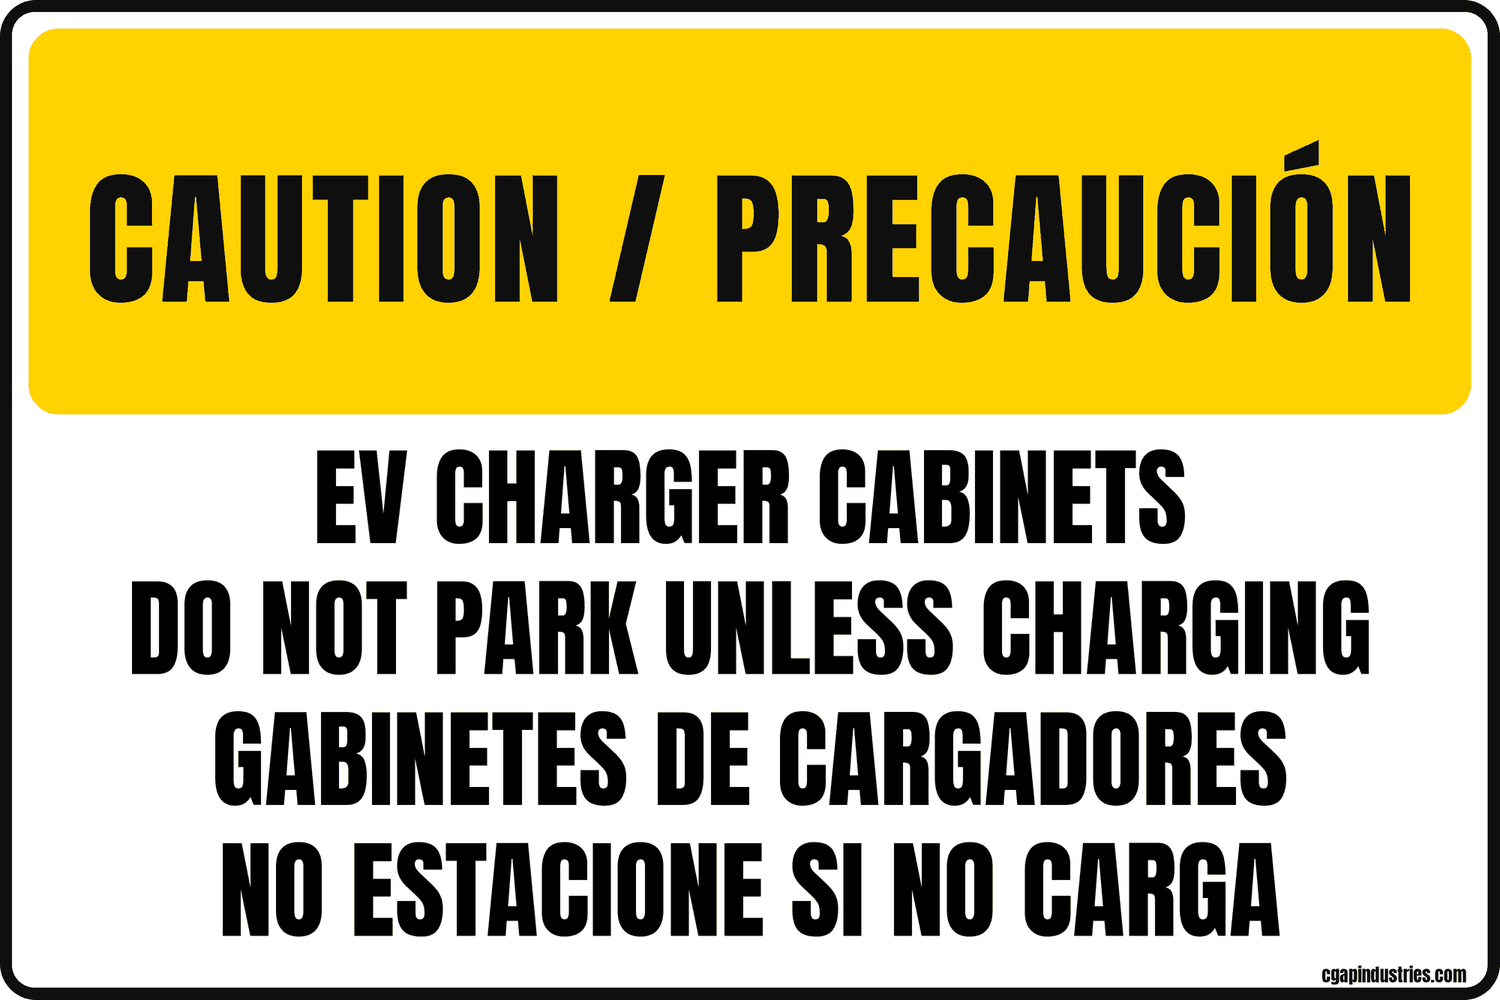 CAUTION / PRECAUCIÓN
EV CHARGER CABINETS
DO NOT PARK UNLESS CHARGING
GABINETES DE CARGADORES
NO ESTACIONE SI NO CARGA
cgapindustries.com